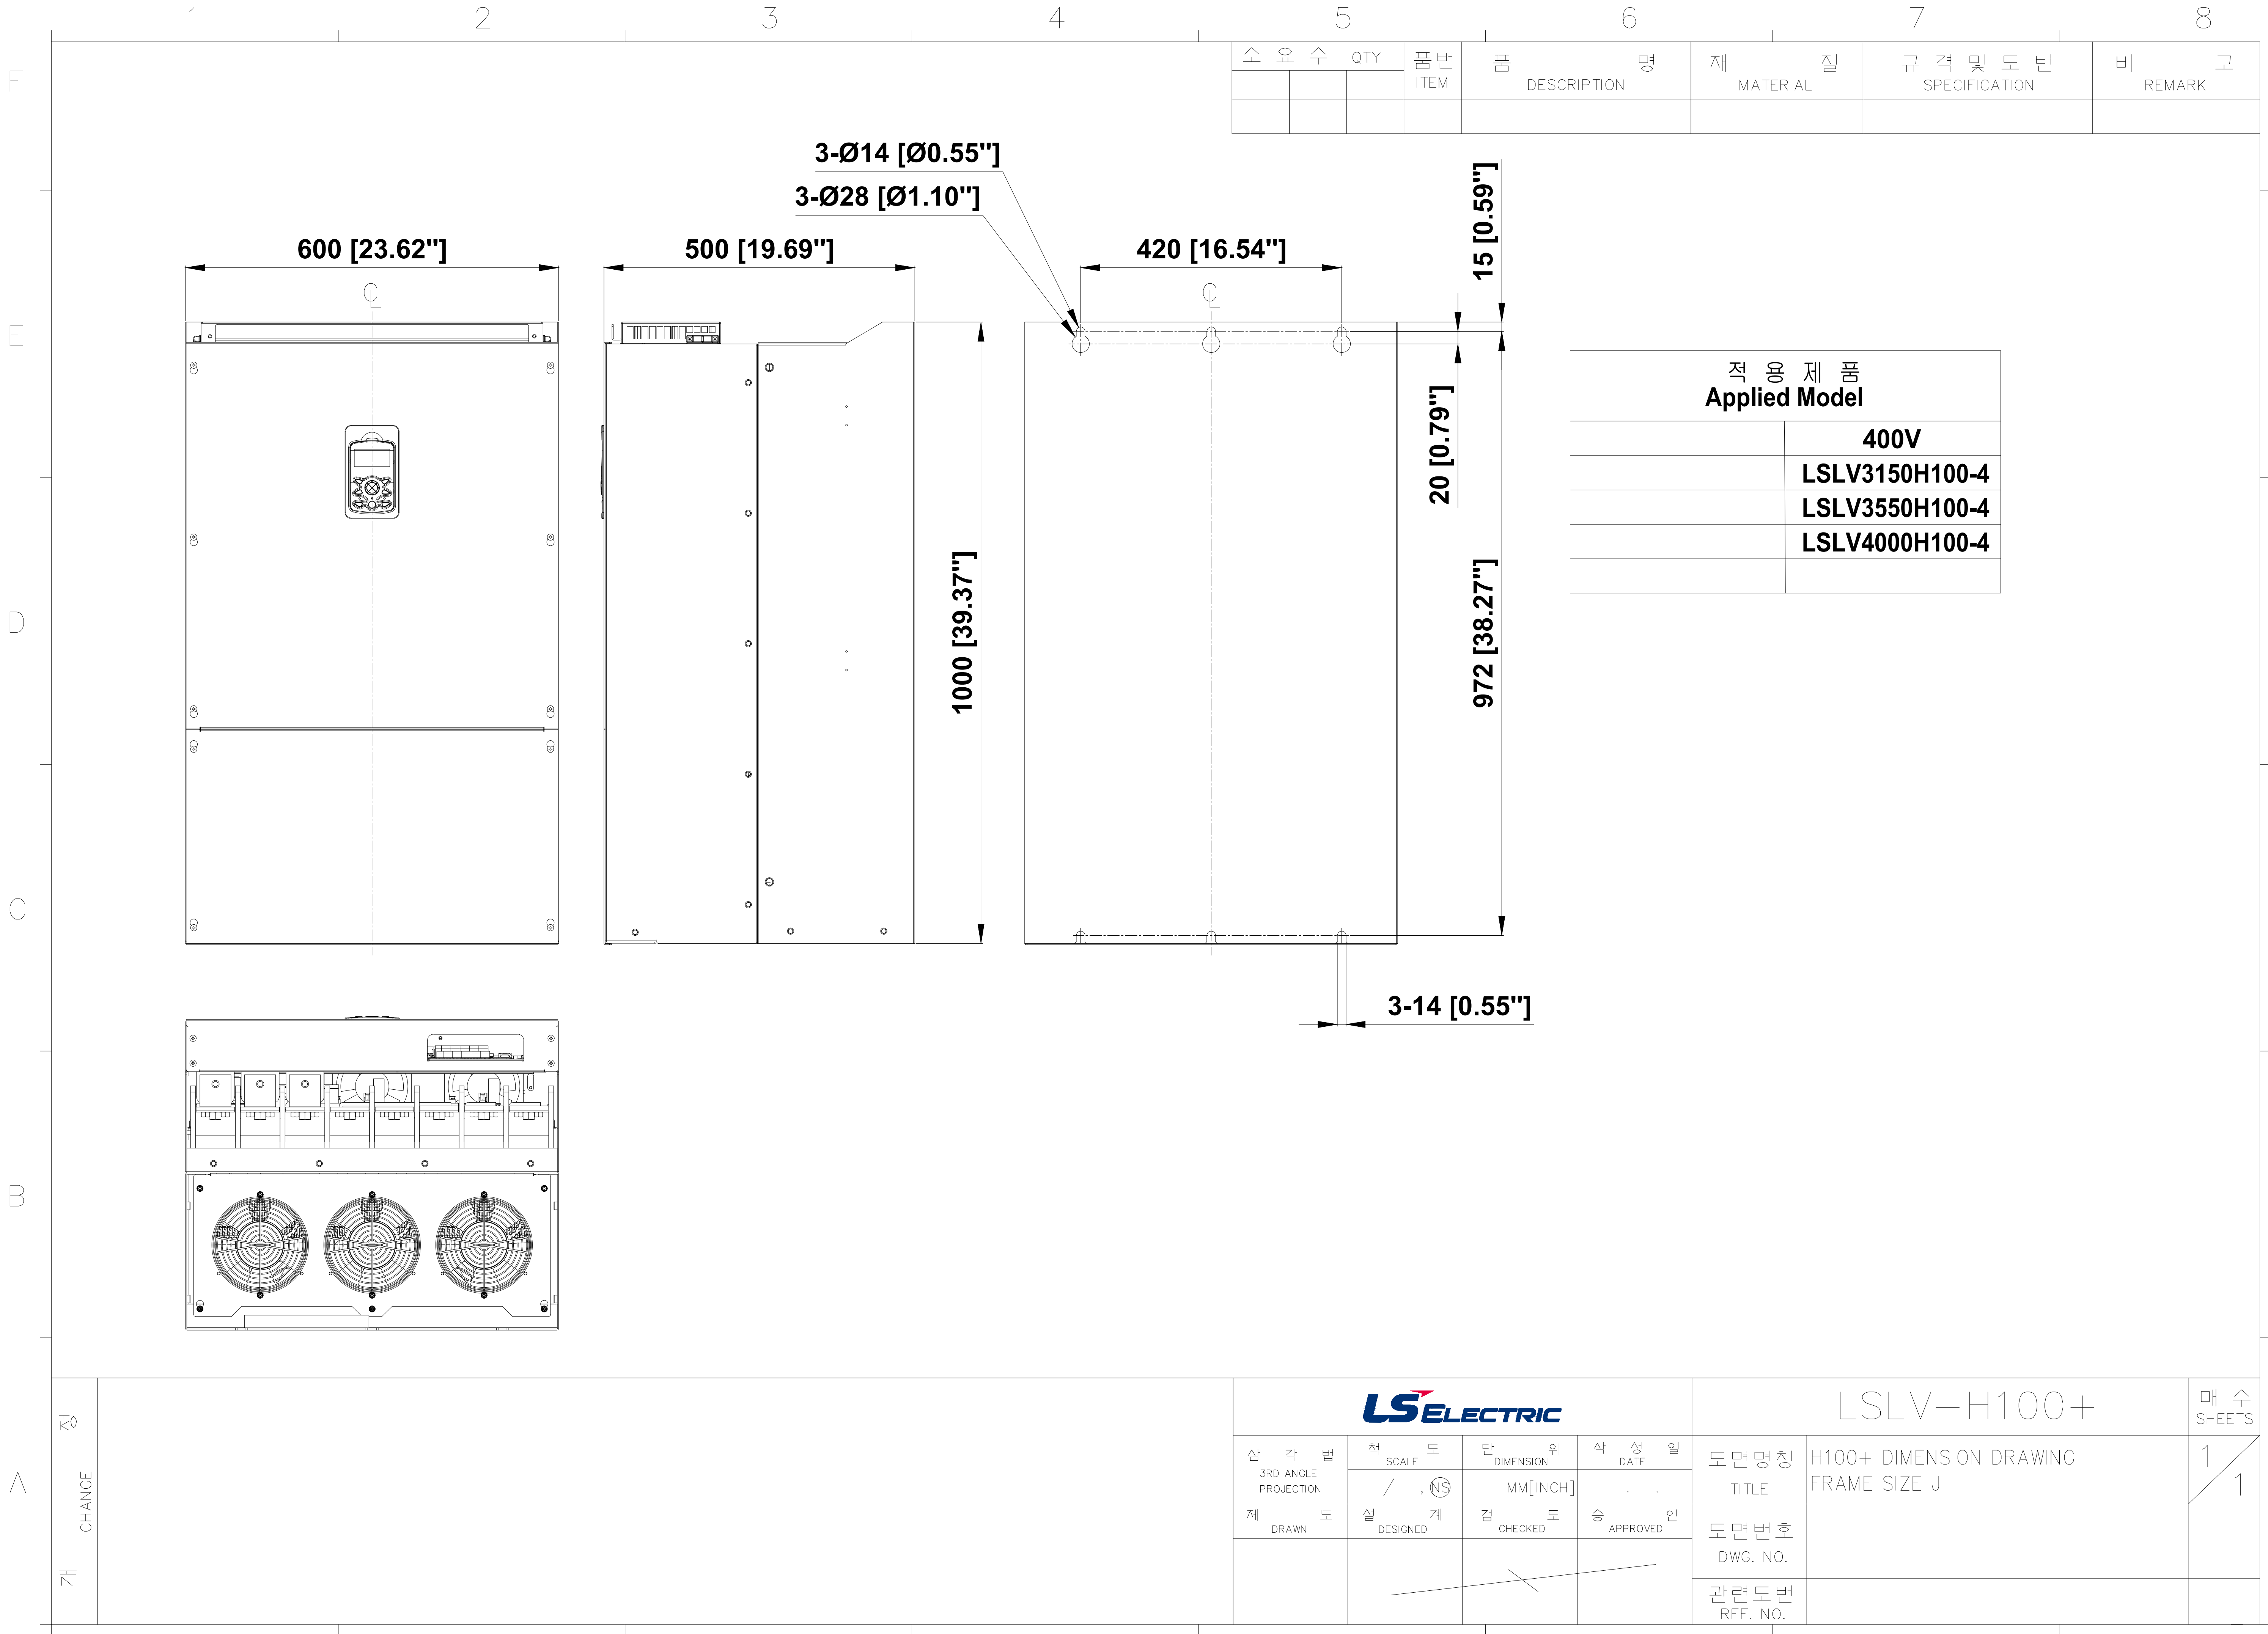 1 2 3 4 5 6 7 8
F
E
D
C
B
A
소 요 수 QTY
품번
ITEM
품 명
DESCRIPTION
재 질
MATERIAL
규 격 및 도 번
SPECIFICATION
비 고
REMARK
3-Ø14 [Ø0.55"]
3-Ø28 [Ø1.10"]
600 [23.62"]
500 [19.69"]
420 [16.54"]
15 [0.59"]
20 [0.79"]
1000 [39.37"]
972 [38.27"]
3-14 [0.55"]
적 용 제 품
Applied Model
400V
LSLV3150H100-4
LSLV3550H100-4
LSLV4000H100-4
개 정
CHANGE
LS ELECTRIC
LSLV-H100+
매 수
SHEETS
1/1
삼 각 법
3RD ANGLE
PROJECTION
척 도
SCALE
/ , NS
단 위
DIMENSION
MM[INCH]
작 성 일
DATE
. .
도면명칭
TITLE
H100+ DIMENSION DRAWING
FRAME SIZE J
제 도
DRAWN
설 계
DESIGNED
검 도
CHECKED
승 인
APPROVED
도면번호
DWG. NO.
관련도번
REF. NO.